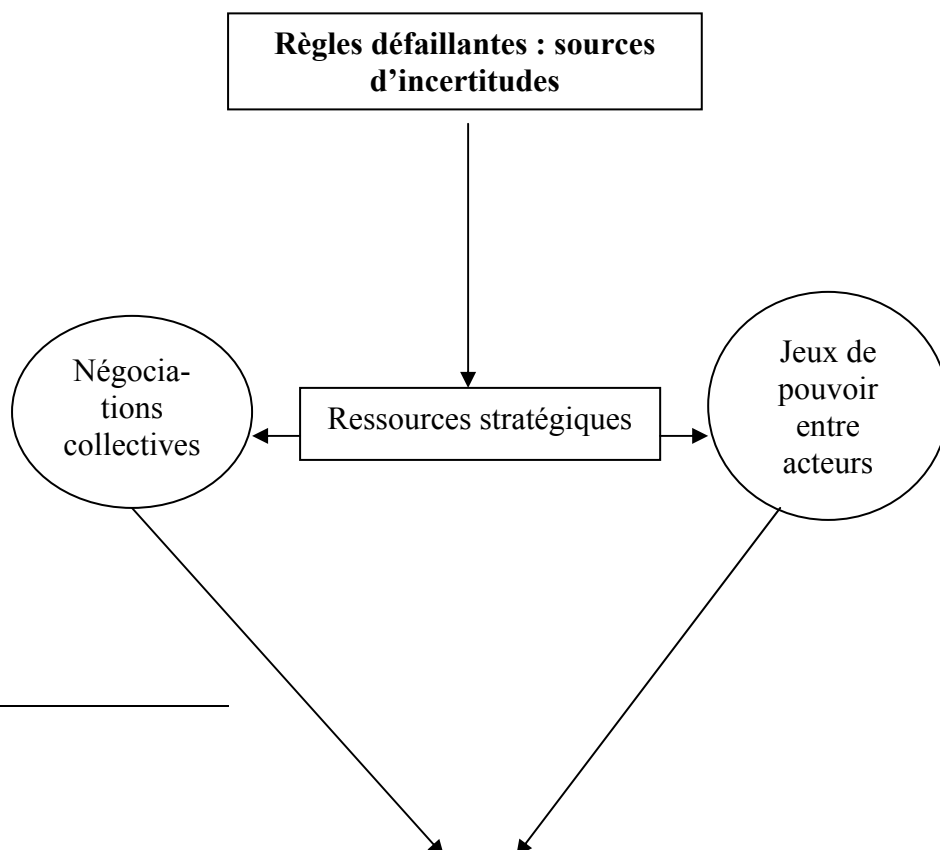 Règles défaillantes : sources
d’incertitudes
Négocia-
tions
collectives
Ressources stratégiques
Jeux de
pouvoir
entre
acteurs